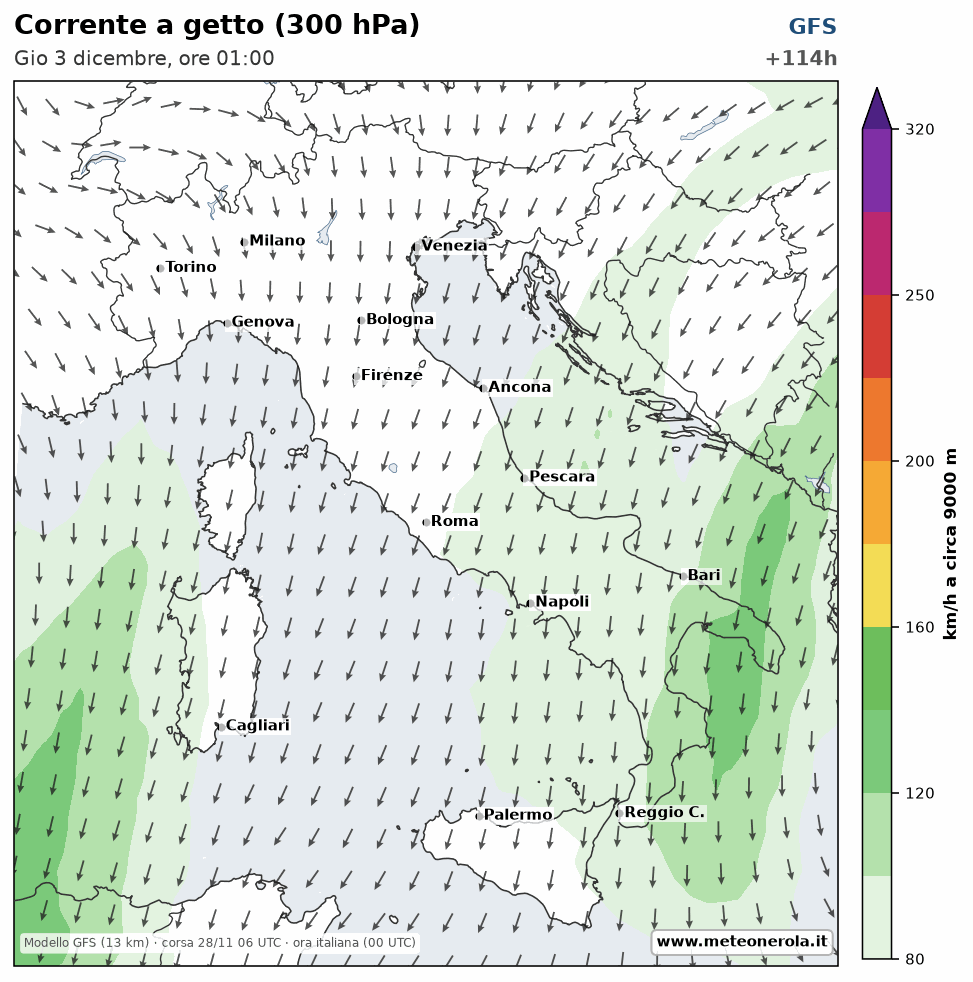 Corrente a getto (300 hPa)
GFS
Gio 3 dicembre, ore 01:00
+114h
Milano
Venezia
Torino
Genova
Bologna
Firenze
Ancona
Pescara
Roma
Bari
Napoli
Cagliari
Palermo
Reggio C.
320
250
200
160
120
80
km/h a circa 9000 m
Modello GFS (13 km) · corsa 28/11 06 UTC · ora italiana (00 UTC)
www.meteonerola.it